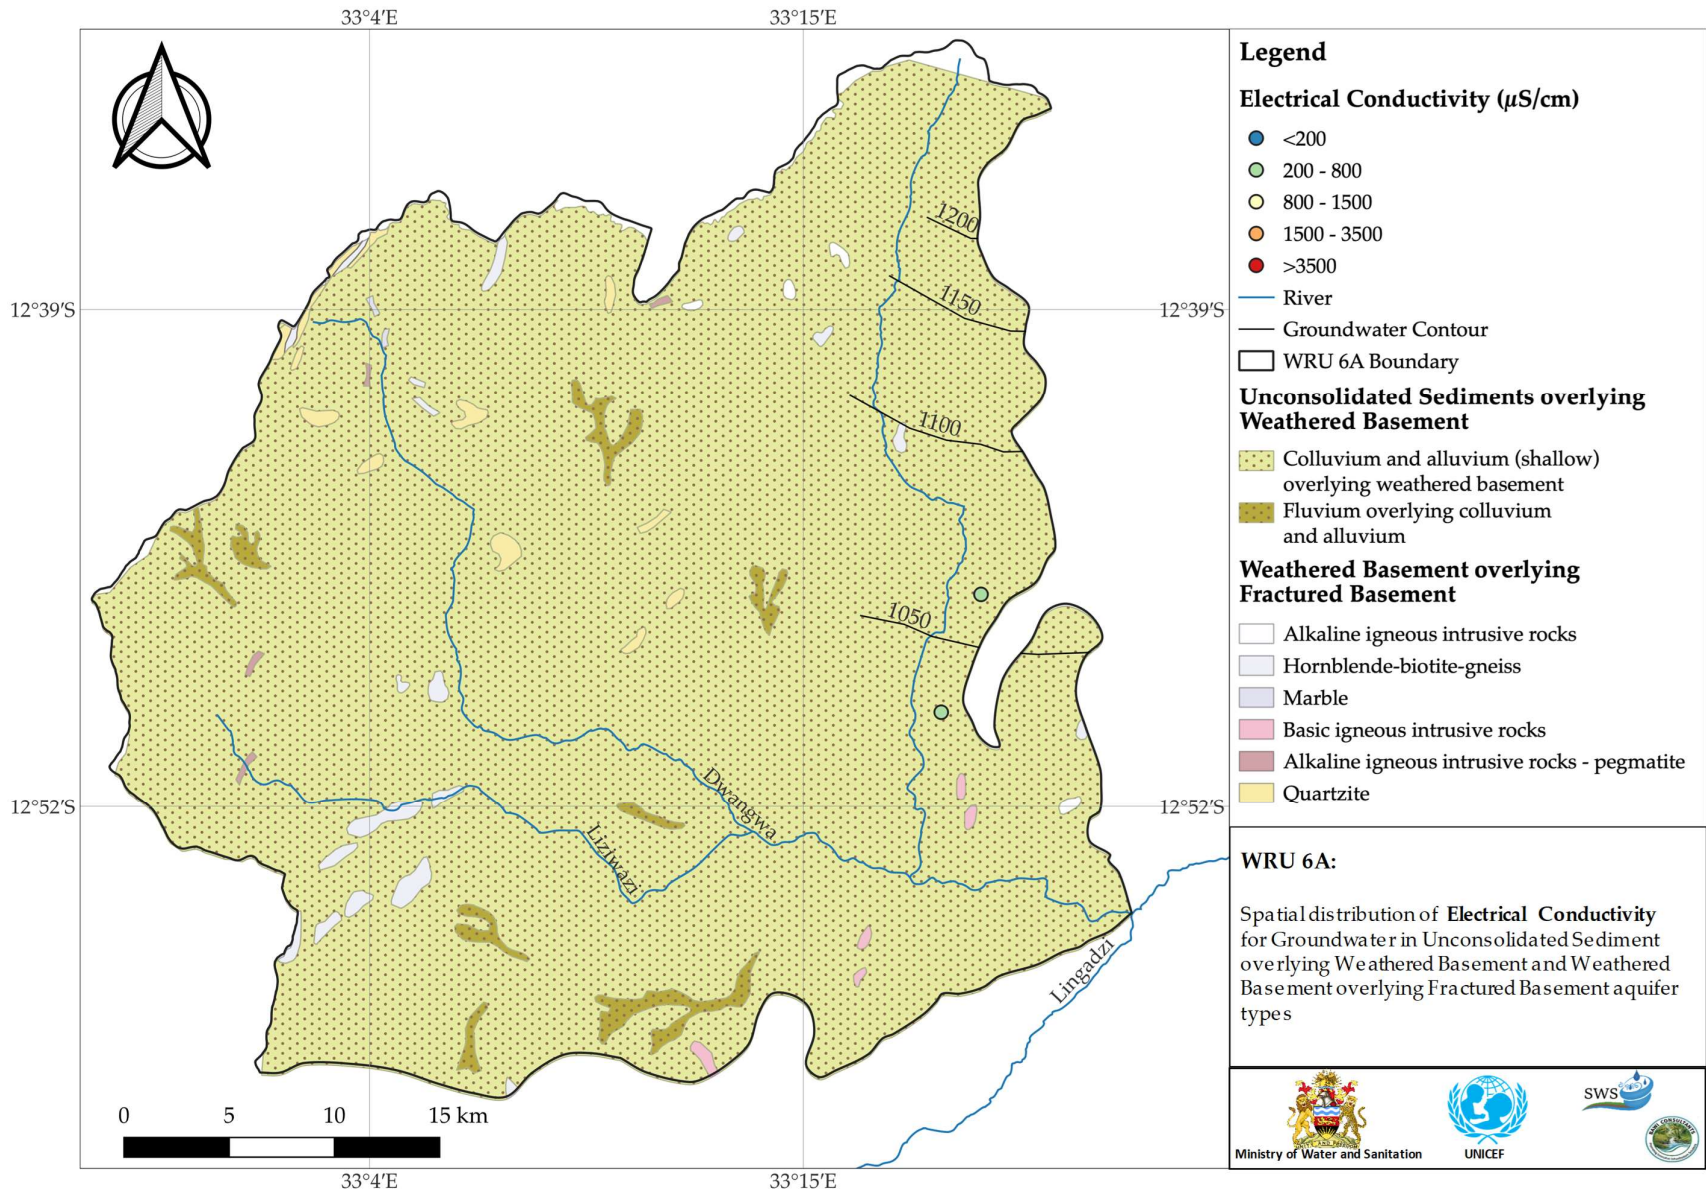 33°4′E
33°15′E
12°39′S
12°39′S
12°52′S
12°52′S
33°4′E
33°15′E
1200
1150
1100
1050
Dwangwa
Liziwazi
Lingadzi
0 5 10 15 km
Legend
Electrical Conductivity (µS/cm)
<200
200 - 800
800 - 1500
1500 - 3500
>3500
River
Groundwater Contour
WRU 6A Boundary
Unconsolidated Sediments overlying
Weathered Basement
Colluvium and alluvium (shallow)
overlying weathered basement
Fluvium overlying colluvium
and alluvium
Weathered Basement overlying
Fractured Basement
Alkaline igneous intrusive rocks
Hornblende-biotite-gneiss
Marble
Basic igneous intrusive rocks
Alkaline igneous intrusive rocks - pegmatite
Quartzite
WRU 6A:
Spatial distribution of Electrical Conductivity
for Groundwater in Unconsolidated Sediment
overlying Weathered Basement and Weathered
Basement overlying Fractured Basement aquifer
types
Ministry of Water and Sanitation
UNICEF
SWS